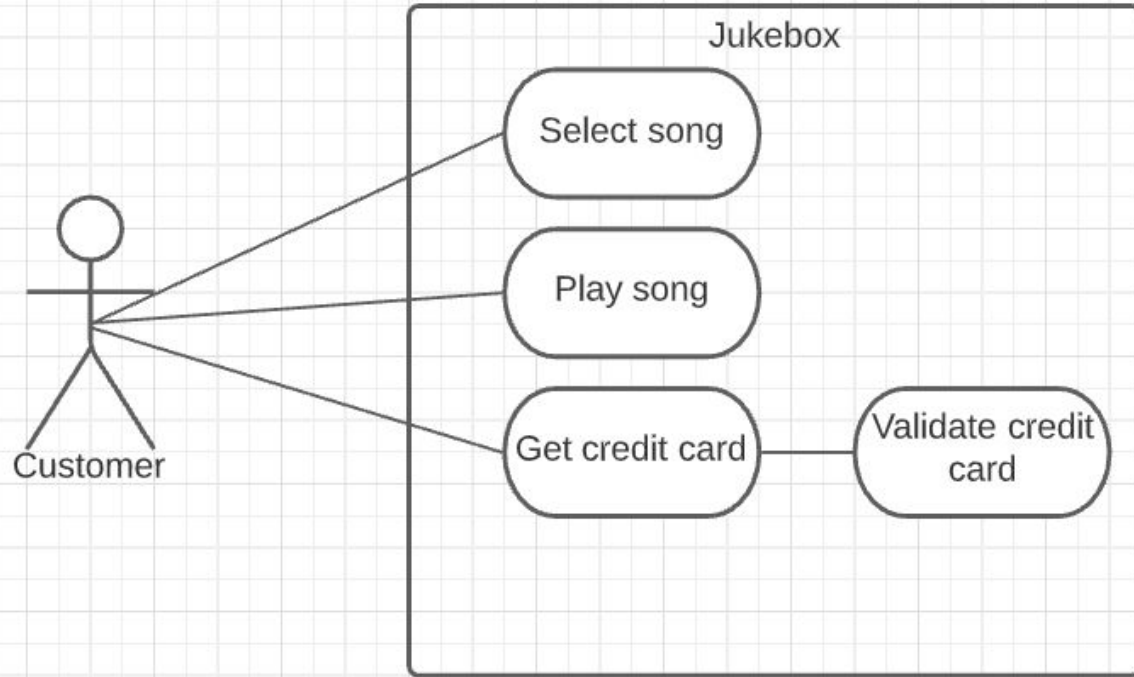 Jukebox
Select song
Play song
Get credit card
Validate credit
card
Customer